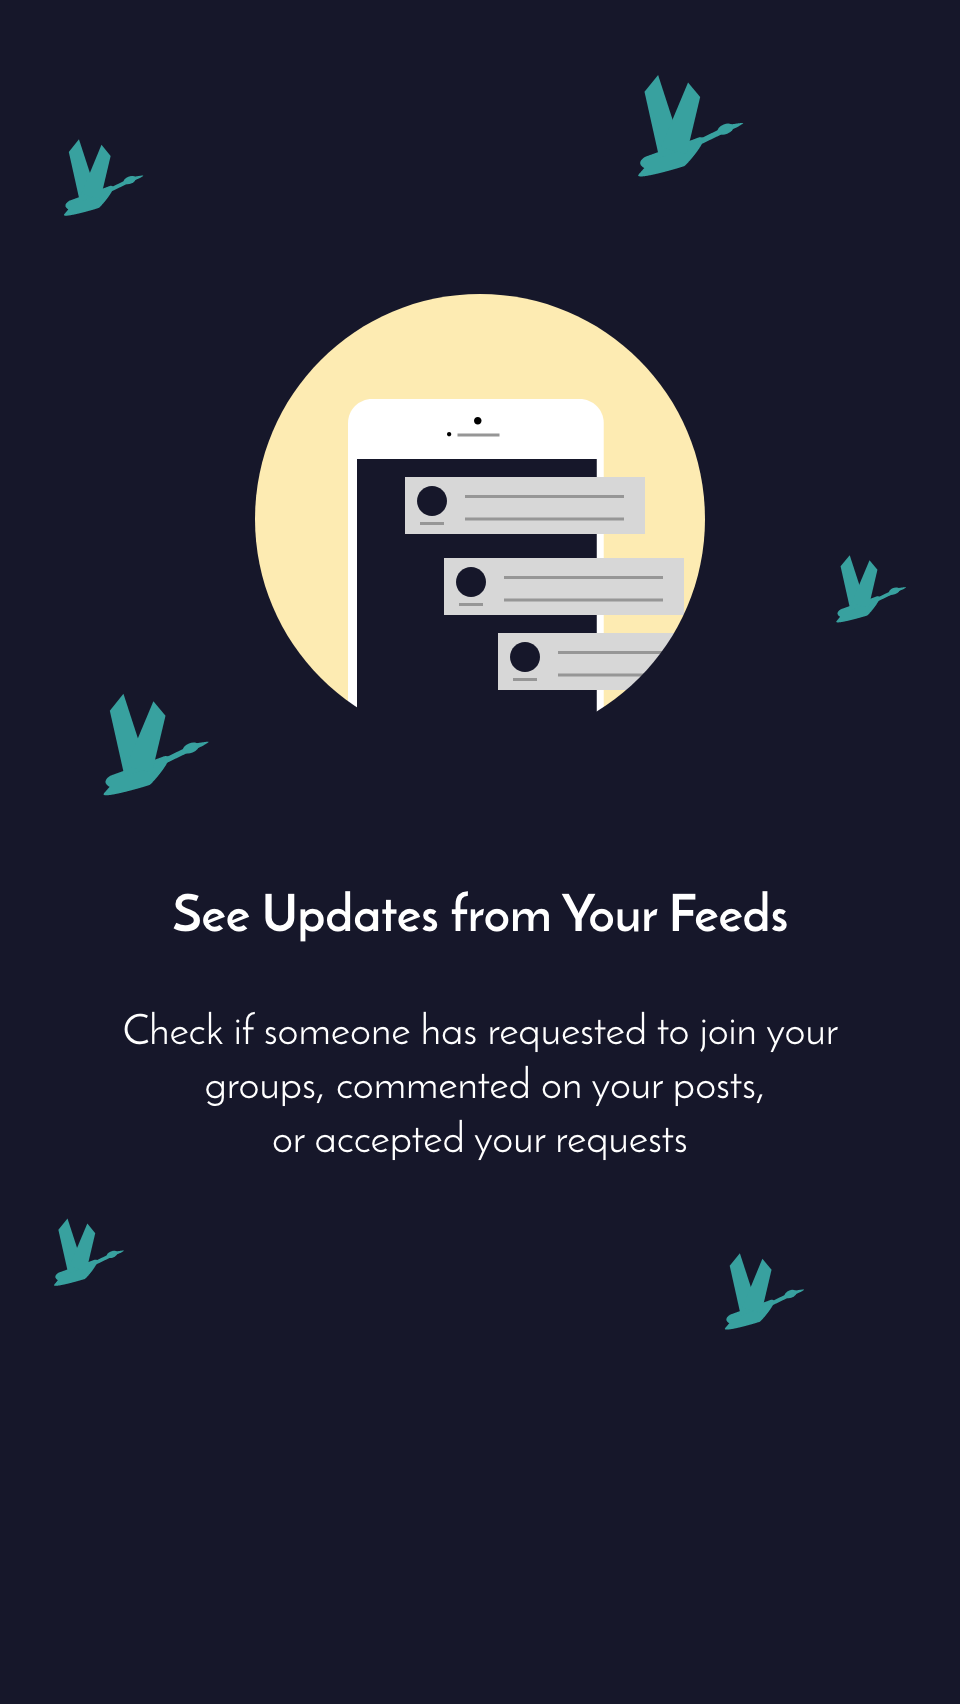 See Updates from Your Feeds
Check if someone has requested to join your
groups, commented on your posts,
or accepted your requests